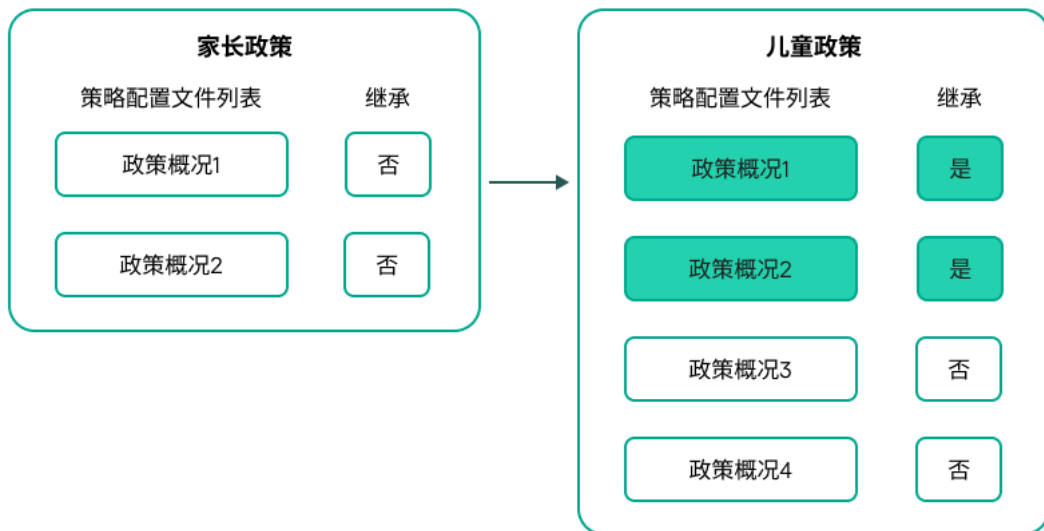 家长政策
策略配置文件列表 继承
政策概况1 否
政策概况2 否
儿童政策
策略配置文件列表 继承
政策概况1 是
政策概况2 是
政策概况3 否
政策概况4 否